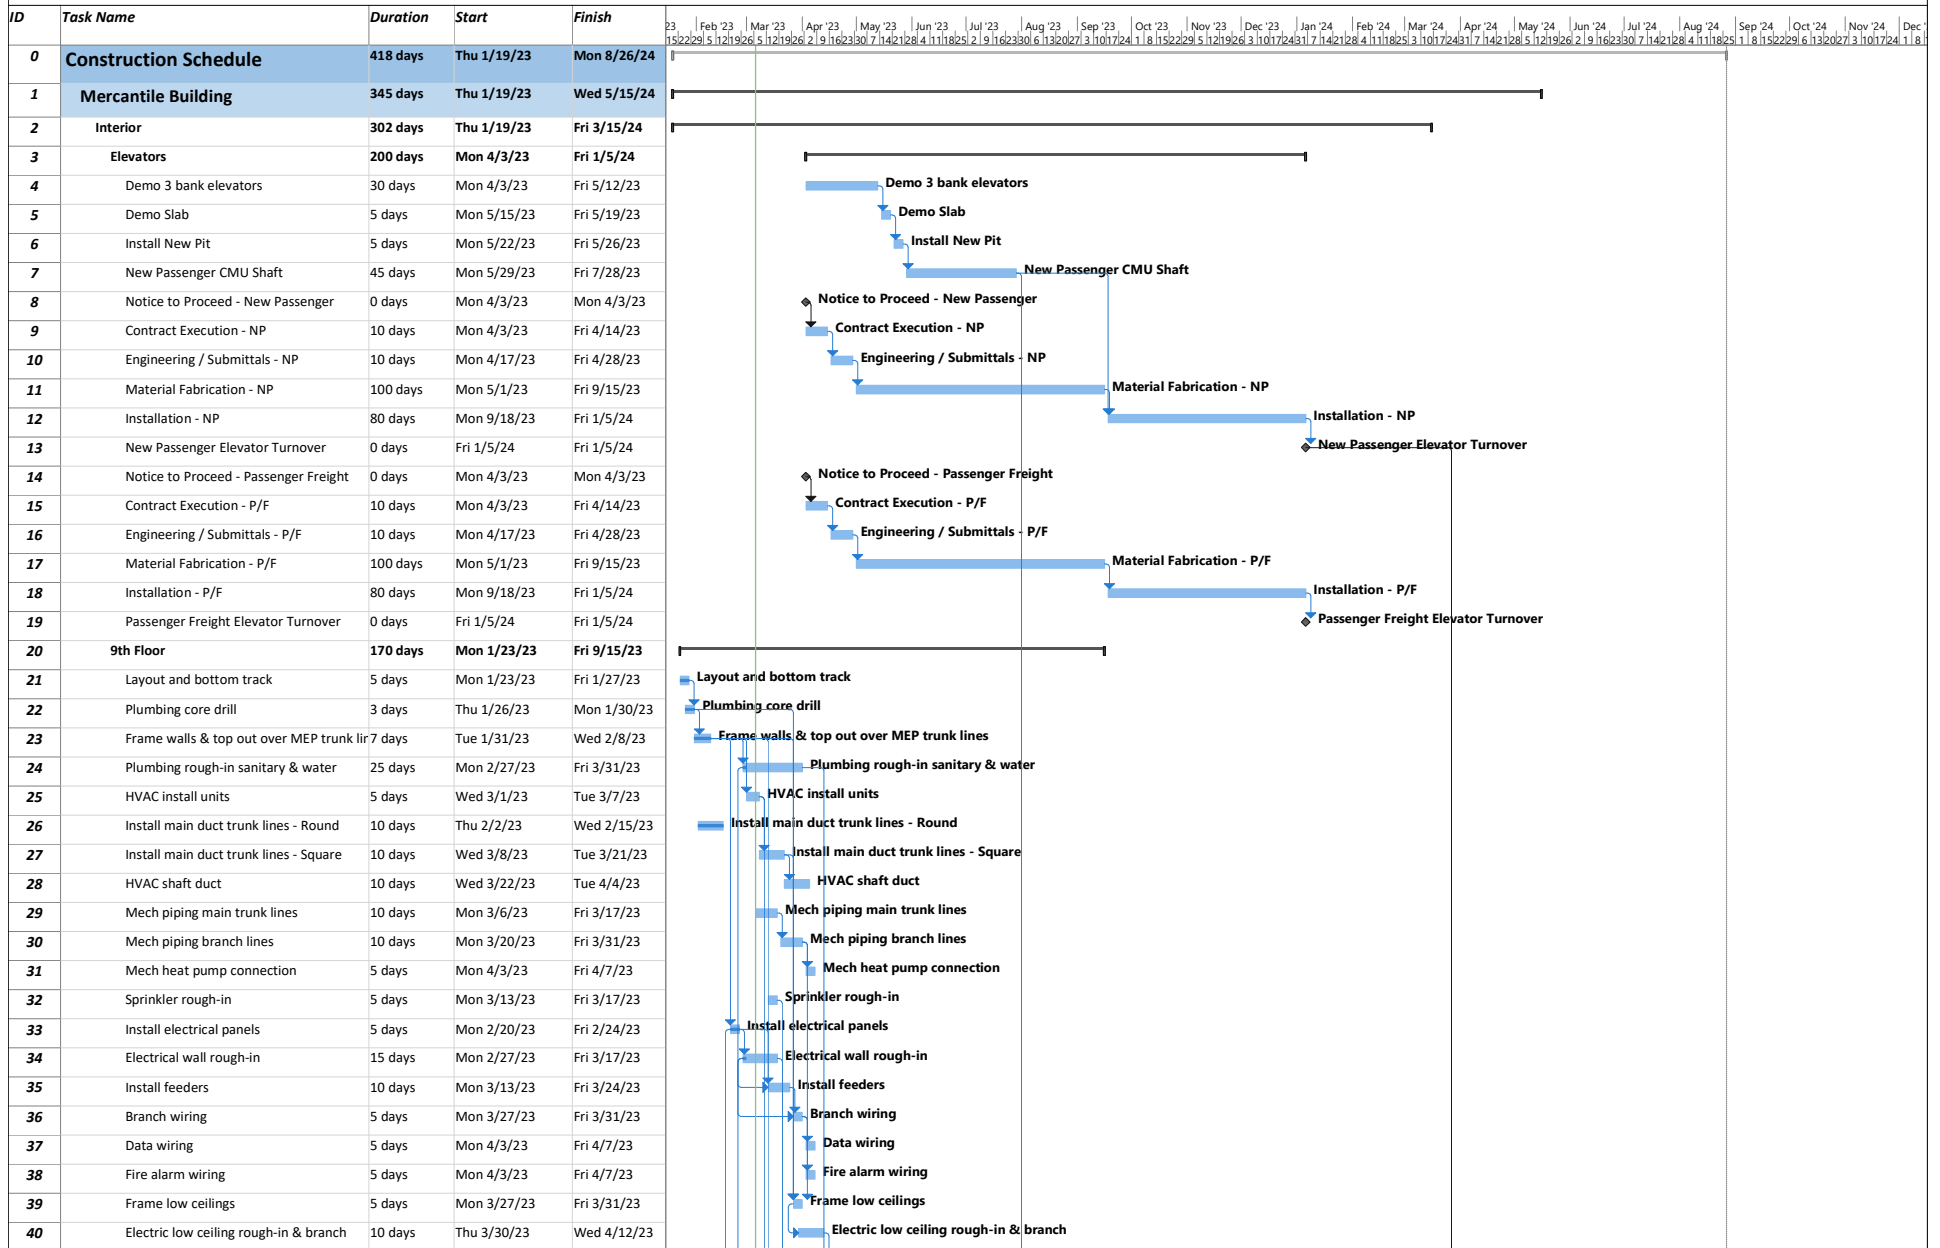 ID Task Name Duration Start Finish
23 Feb '23 Mar '23 Apr '23 May '23 Jun '23 Jul '23 Aug '23 Sep '23 Oct '23 Nov '23 Dec '23 Jan '24 Feb '24 Mar '24 Apr '24 May '24 Jun '24 Jul '24 Aug '24 Sep '24 Oct '24 Nov '24 Dec '
0 Construction Schedule 418 days Thu 1/19/23 Mon 8/26/24
1 Mercantile Building 345 days Thu 1/19/23 Wed 5/15/24
2 Interior 302 days Thu 1/19/23 Fri 3/15/24
3 Elevators 200 days Mon 4/3/23 Fri 1/5/24
4 Demo 3 bank elevators 30 days Mon 4/3/23 Fri 5/12/23 Demo 3 bank elevators
5 Demo Slab 5 days Mon 5/15/23 Fri 5/19/23 Demo Slab
6 Install New Pit 5 days Mon 5/22/23 Fri 5/26/23 Install New Pit
7 New Passenger CMU Shaft 45 days Mon 5/29/23 Fri 7/28/23 New Passenger CMU Shaft
8 Notice to Proceed - New Passenger 0 days Mon 4/3/23 Mon 4/3/23 Notice to Proceed - New Passenger
9 Contract Execution - NP 10 days Mon 4/3/23 Fri 4/14/23 Contract Execution - NP
10 Engineering / Submittals - NP 10 days Mon 4/17/23 Fri 4/28/23 Engineering / Submittals - NP
11 Material Fabrication - NP 100 days Mon 5/1/23 Fri 9/15/23 Material Fabrication - NP
12 Installation - NP 80 days Mon 9/18/23 Fri 1/5/24 Installation - NP
13 New Passenger Elevator Turnover 0 days Fri 1/5/24 Fri 1/5/24 New Passenger Elevator Turnover
14 Notice to Proceed - Passenger Freight 0 days Mon 4/3/23 Mon 4/3/23 Notice to Proceed - Passenger Freight
15 Contract Execution - P/F 10 days Mon 4/3/23 Fri 4/14/23 Contract Execution - P/F
16 Engineering / Submittals - P/F 10 days Mon 4/17/23 Fri 4/28/23 Engineering / Submittals - P/F
17 Material Fabrication - P/F 100 days Mon 5/1/23 Fri 9/15/23 Material Fabrication - P/F
18 Installation - P/F 80 days Mon 9/18/23 Fri 1/5/24 Installation - P/F
19 Passenger Freight Elevator Turnover 0 days Fri 1/5/24 Fri 1/5/24 Passenger Freight Elevator Turnover
20 9th Floor 170 days Mon 1/23/23 Fri 9/15/23
21 Layout and bottom track 5 days Mon 1/23/23 Fri 1/27/23 Layout and bottom track
22 Plumbing core drill 3 days Thu 1/26/23 Mon 1/30/23 Plumbing core drill
23 Frame walls & top out over MEP trunk lir 7 days Tue 1/31/23 Wed 2/8/23 Frame walls & top out over MEP trunk lines
24 Plumbing rough-in sanitary & water 25 days Mon 2/27/23 Fri 3/31/23 Plumbing rough-in sanitary & water
25 HVAC install units 5 days Wed 3/1/23 Tue 3/7/23 HVAC install units
26 Install main duct trunk lines - Round 10 days Thu 2/2/23 Wed 2/15/23 Install main duct trunk lines - Round
27 Install main duct trunk lines - Square 10 days Wed 3/8/23 Tue 3/21/23 Install main duct trunk lines - Square
28 HVAC shaft duct 10 days Wed 3/22/23 Tue 4/4/23 HVAC shaft duct
29 Mech piping main trunk lines 10 days Mon 3/6/23 Fri 3/17/23 Mech piping main trunk lines
30 Mech piping branch lines 10 days Mon 3/20/23 Fri 3/31/23 Mech piping branch lines
31 Mech heat pump connection 5 days Mon 4/3/23 Fri 4/7/23 Mech heat pump connection
32 Sprinkler rough-in 5 days Mon 3/13/23 Fri 3/17/23 Sprinkler rough-in
33 Install electrical panels 5 days Mon 2/20/23 Fri 2/24/23 Install electrical panels
34 Electrical wall rough-in 15 days Mon 2/27/23 Fri 3/17/23 Electrical wall rough-in
35 Install feeders 10 days Mon 3/13/23 Fri 3/24/23 Install feeders
36 Branch wiring 5 days Mon 3/27/23 Fri 3/31/23 Branch wiring
37 Data wiring 5 days Mon 4/3/23 Fri 4/7/23 Data wiring
38 Fire alarm wiring 5 days Mon 4/3/23 Fri 4/7/23 Fire alarm wiring
39 Frame low ceilings 5 days Mon 3/27/23 Fri 3/31/23 Frame low ceilings
40 Electric low ceiling rough-in & branch 10 days Thu 3/30/23 Wed 4/12/23 Electric low ceiling rough-in & branch